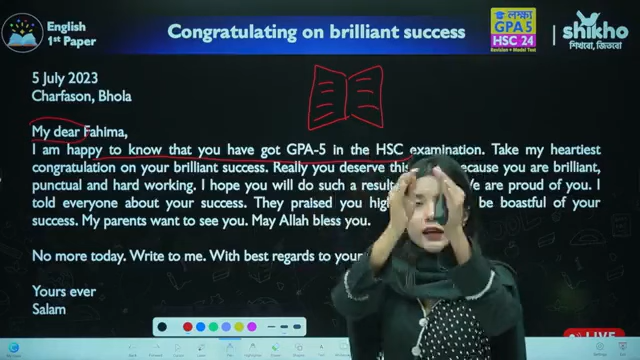 English
1st Paper
Congratulating on brilliant success
লক্ষ্য
GPA 5
HSC 24
Revision + Model Test
shikho
শিখবো, জিতবো
5 July 2023
Charfason, Bhola
My dear Fahima,
I am happy to know that you have got GPA-5 in the HSC examination. Take my heartiest
congratulation on your brilliant success. Really you deserve this because you are brilliant,
punctual and hard working. I hope you will do such a result are proud of you. I
told everyone about your success. They praised you be boastful of your
success. My parents want to see you. May Allah bless you.
No more today. Write to me. With best regards to your
Yours ever
Salam
LIVE